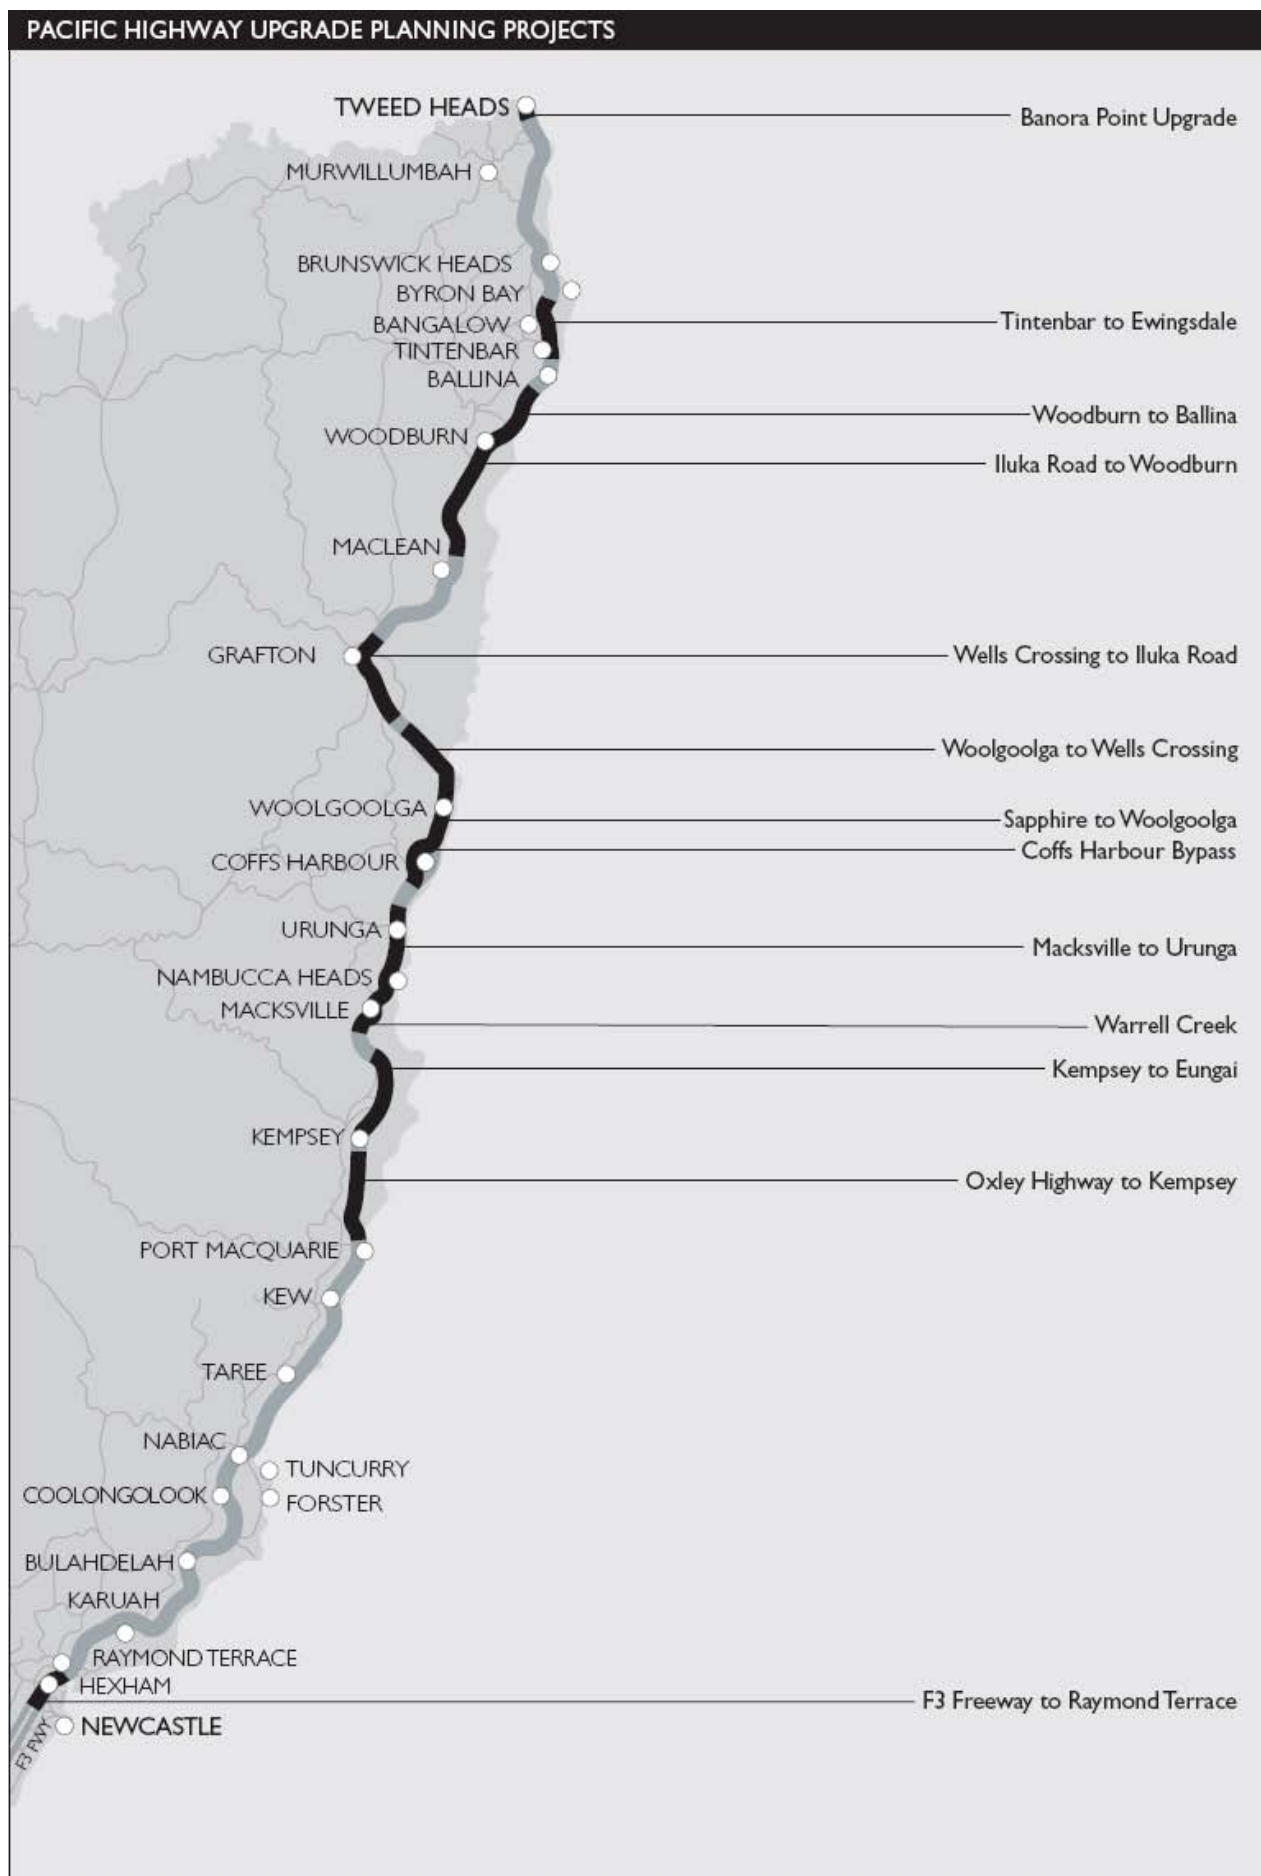 PACIFIC HIGHWAY UPGRADE PLANNING PROJECTS
TWEED HEADS
Banora Point Upgrade
MURWILLUMBAH
BRUNSWICK HEADS
BYRON BAY
BANGALOW
Tintenbar to Ewingsdale
TINTENBAR
BALLINA
Woodburn to Ballina
WOODBURN
Iluka Road to Woodburn
MACLEAN
GRAFTON
Wells Crossing to Iluka Road
Woolgoolga to Wells Crossing
WOOLGOOLGA
Sapphire to Woolgoolga
Coffs Harbour Bypass
COFFS HARBOUR
URUNGA
Macksville to Urunga
NAMBUCCA HEADS
MACKSVILLE
Warrell Creek
Kempsey to Eungai
KEMPSEY
Oxley Highway to Kempsey
PORT MACQUARIE
KEW
TAREE
NABIAC
TUNCURRY
COOLONGOLOOK
FORSTER
BULAHDELAH
KARUAH
RAYMOND TERRACE
HEXHAM
F3 Freeway to Raymond Terrace
NEWCASTLE
F3 FWY